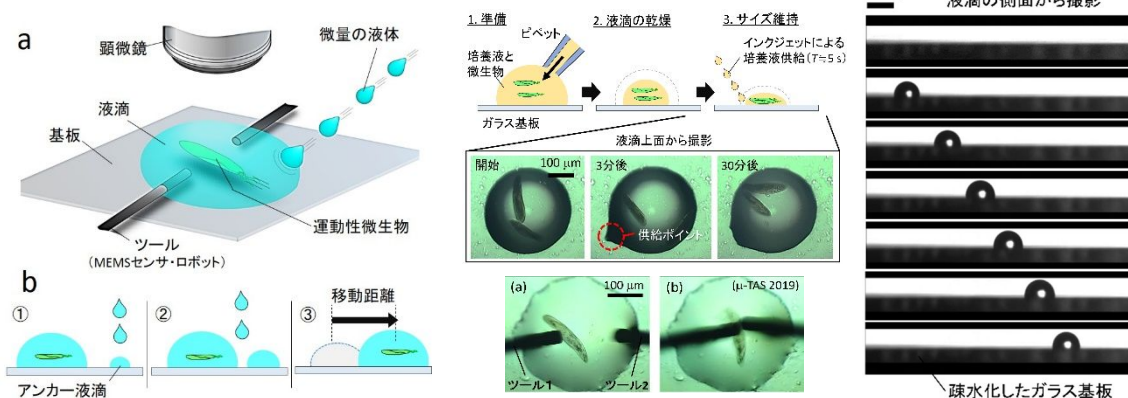 a
顕微鏡
微量の液体
液滴
基板
運動性微生物
ツール
(MEMSセンサ・ロボット)
b
①
②
③
移動距離
アンカー液滴
1. 準備
2. 液滴の乾燥
3. サイズ維持
ピペット
培養液と
微生物
インクジェットによる
培養液供給(T≒5 s)
ガラス基板
液滴上面から撮影
開始
100 μm
3分後
30分後
供給ポイント
(a)
100 μm
(b)
(μ-TAS 2019)
ツール1
ツール2
液滴の側面から撮影
疎水化したガラス基板